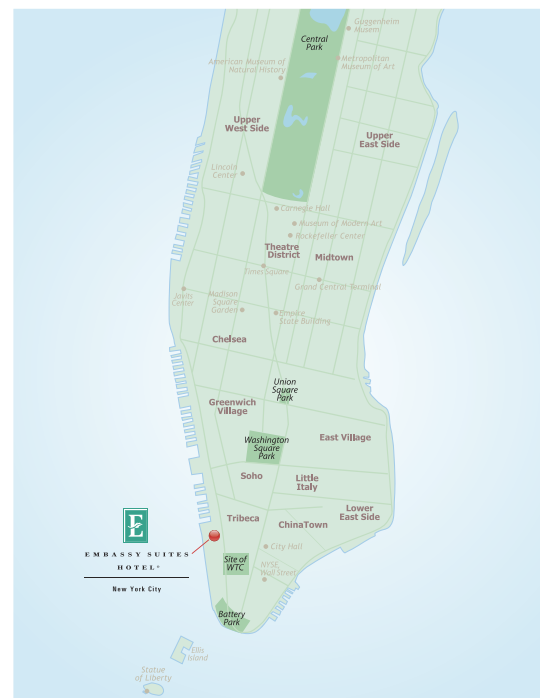 Guggenheim
Musem
Central
Park
American Museum of
Natural History
Metropolitan
Museum of Art
Upper
West Side
Upper
East Side
Lincoln
Center
Carnegie Hall
Museum of Modern Art
Rockefeller Center
Theatre
District
Midtown
Times Square
Grand Central Terminal
Javits
Center
Madison
Square
Garden
Empire
State Building
Chelsea
Union
Square
Park
Greenwich
Village
East Village
Washington
Square
Park
Soho
Little
Italy
Lower
East Side
Tribeca
ChinaTown
E
EMBASSY SUITES
HOTEL®
New York City
City Hall
Site of
WTC
NYSE
Wall Street
Battery
Park
Ellis
Island
Statue
of Liberty